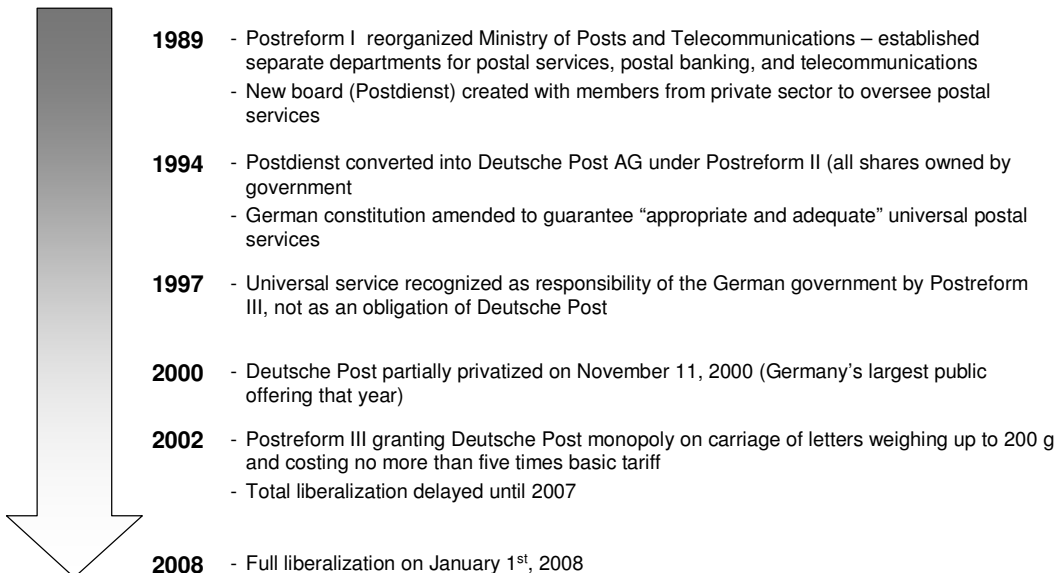 1989 - Postreform I reorganized Ministry of Posts and Telecommunications – established
separate departments for postal services, postal banking, and telecommunications
- New board (Postdienst) created with members from private sector to oversee postal
services
1994 - Postdienst converted into Deutsche Post AG under Postreform II (all shares owned by
government
- German constitution amended to guarantee “appropriate and adequate” universal postal
services
1997 - Universal service recognized as responsibility of the German government by Postreform
III, not as an obligation of Deutsche Post
2000 - Deutsche Post partially privatized on November 11, 2000 (Germany’s largest public
offering that year)
2002 - Postreform III granting Deutsche Post monopoly on carriage of letters weighing up to 200 g
and costing no more than five times basic tariff
- Total liberalization delayed until 2007
2008 - Full liberalization on January 1st, 2008